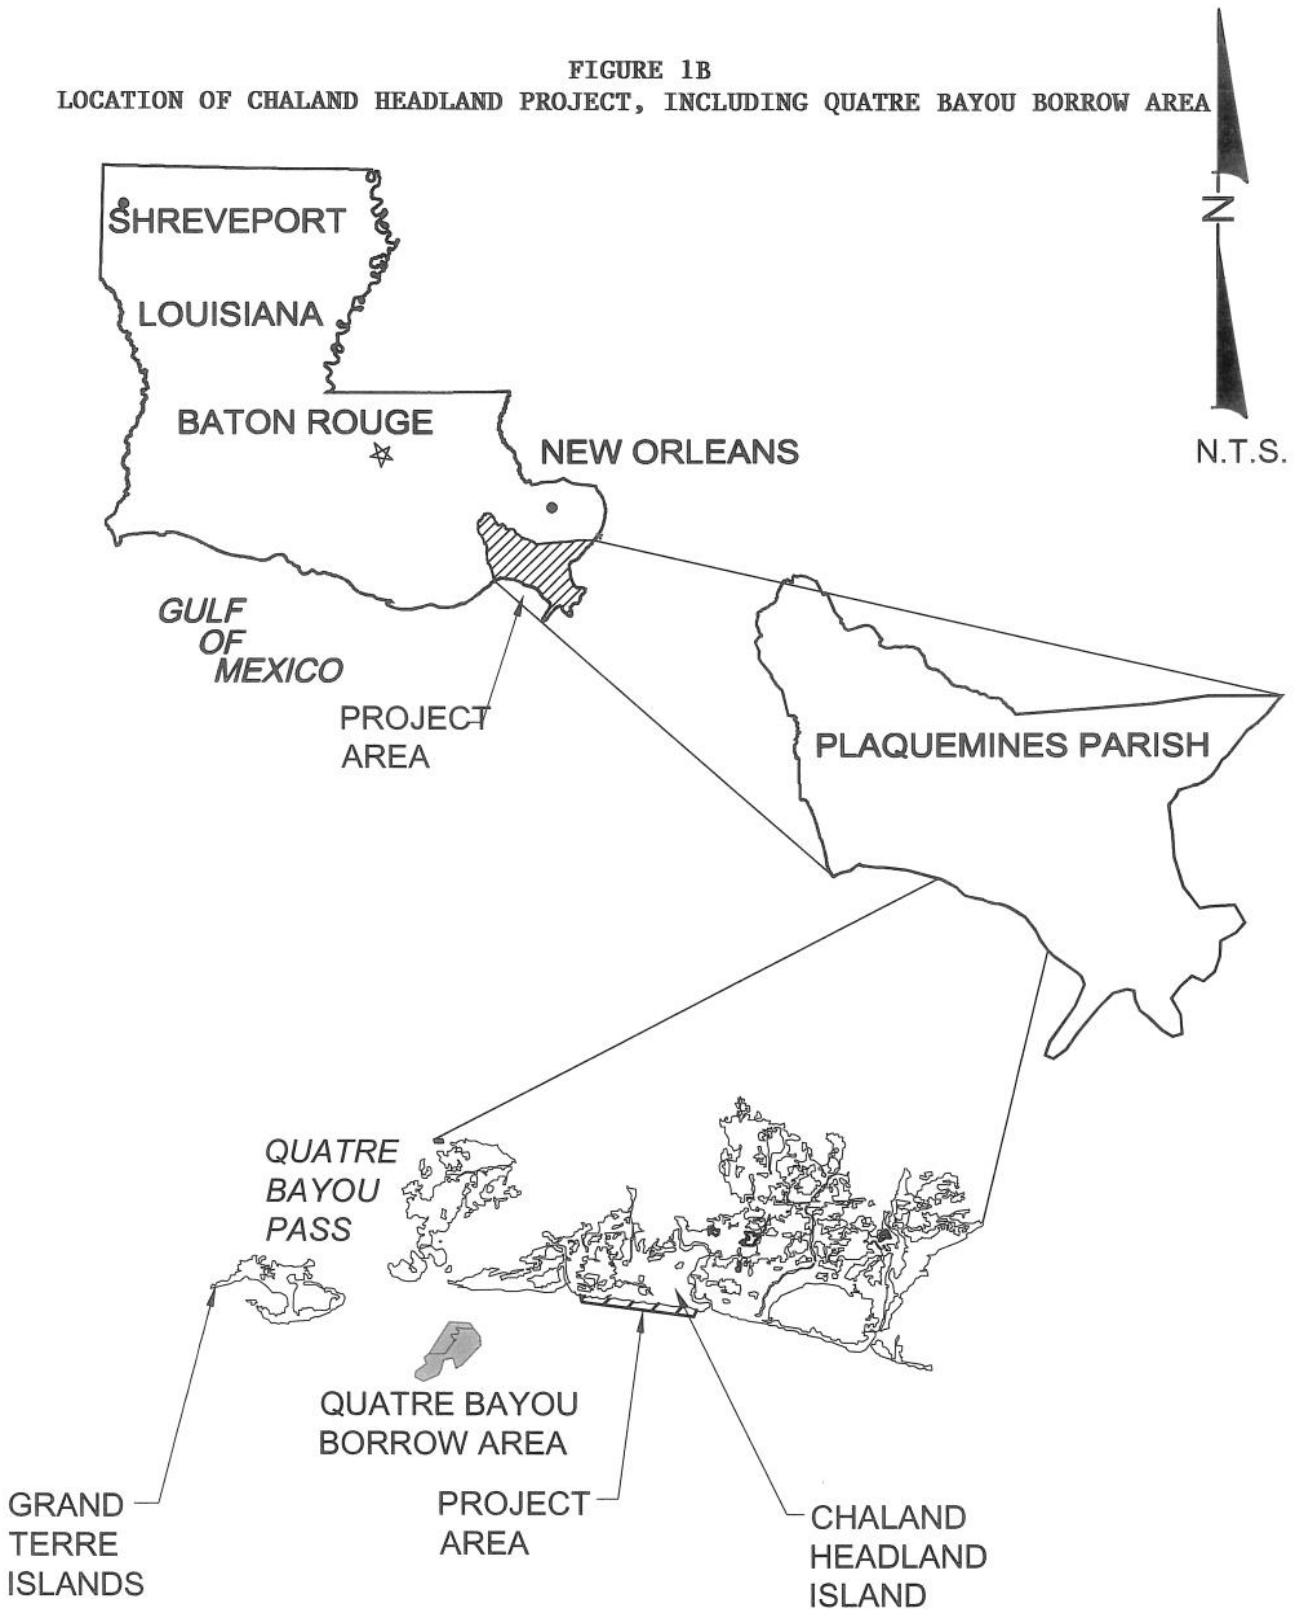 FIGURE 1B
LOCATION OF CHALAND HEADLAND PROJECT, INCLUDING QUATRE BAYOU BORROW AREA
N
N.T.S.
SHREVEPORT
LOUISIANA
BATON ROUGE
NEW ORLEANS
GULF
OF
MEXICO
PROJECT
AREA
PLAQUEMINES PARISH
QUATRE
BAYOU
PASS
QUATRE BAYOU
BORROW AREA
GRAND
TERRE
ISLANDS
PROJECT
AREA
CHALAND
HEADLAND
ISLAND